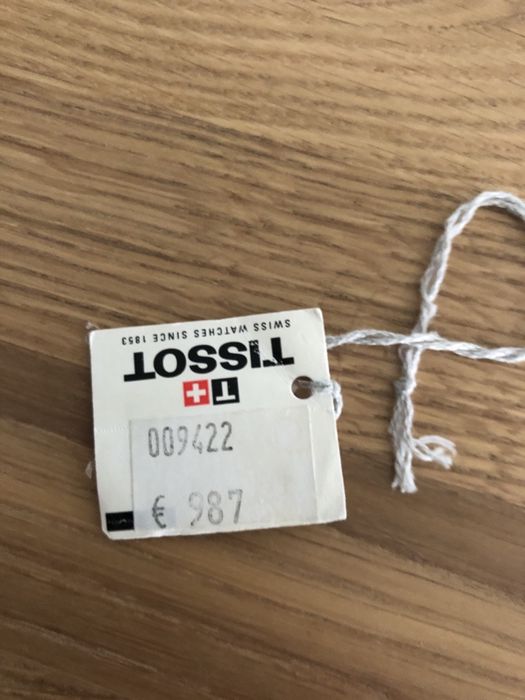 SWISS WATCHES SINCE 1853
TISSOT
T+
009422
€ 987